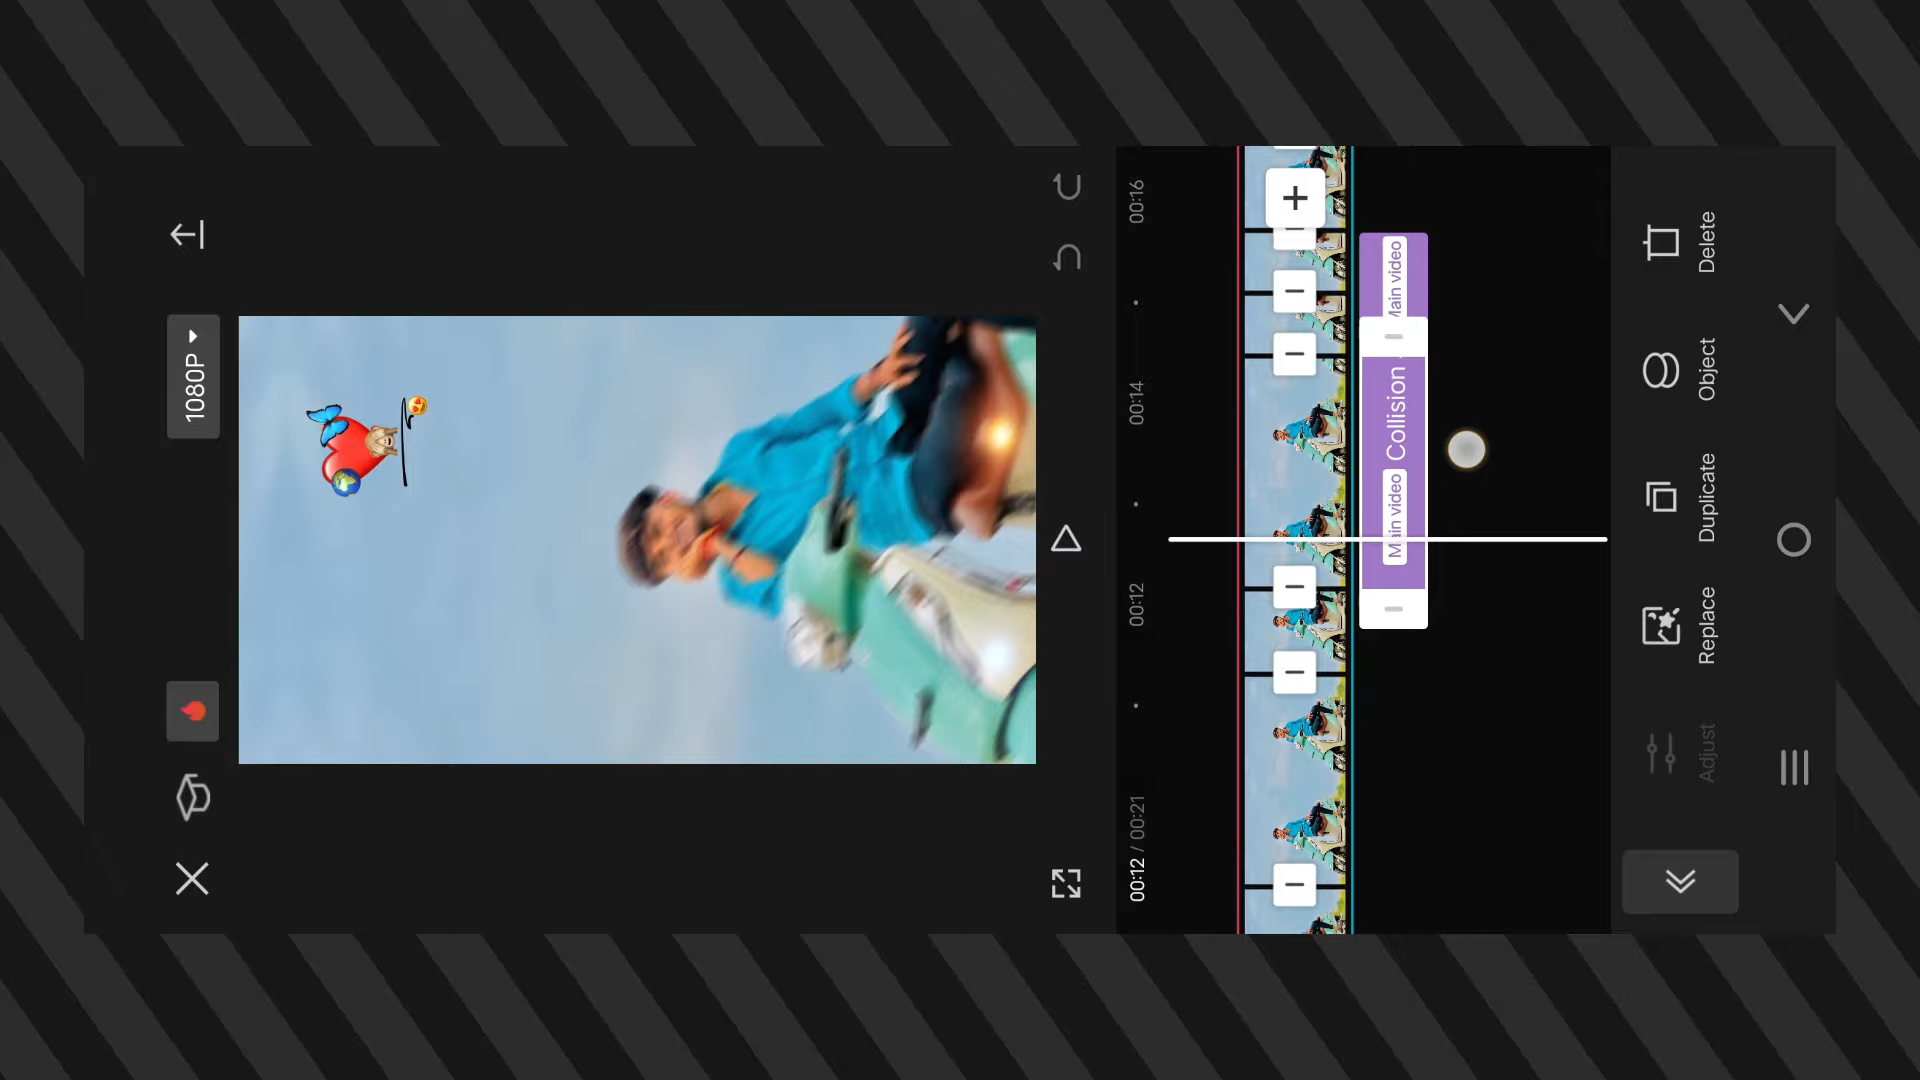 1080P
00:12 / 00:21
00:12
00:14
00:16
Main video
Collision
Main video
Adjust
Replace
Duplicate
Object
Delete